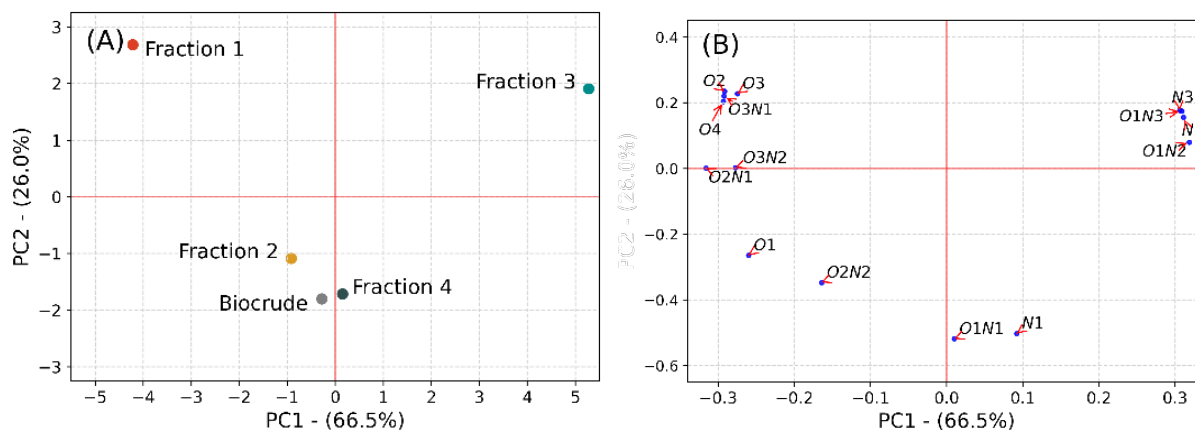 (A)
Fraction 1
Fraction 3
Fraction 2
Biocrude
Fraction 4
3
2
1
0
−1
−2
−3
PC2 - (26.0%)
−5 −4 −3 −2 −1 0 1 2 3 4 5
PC1 - (66.5%)
(B)
O2
O3
O3N1
O4
O3N2
O2N1
O1
O2N2
O1N1
N1
N3
O1N3
N
O1N2
0.4
0.2
0.0
−0.2
−0.4
−0.6
PC2 - (26.0%)
−0.3 −0.2 −0.1 0.0 0.1 0.2 0.3
PC1 - (66.5%)